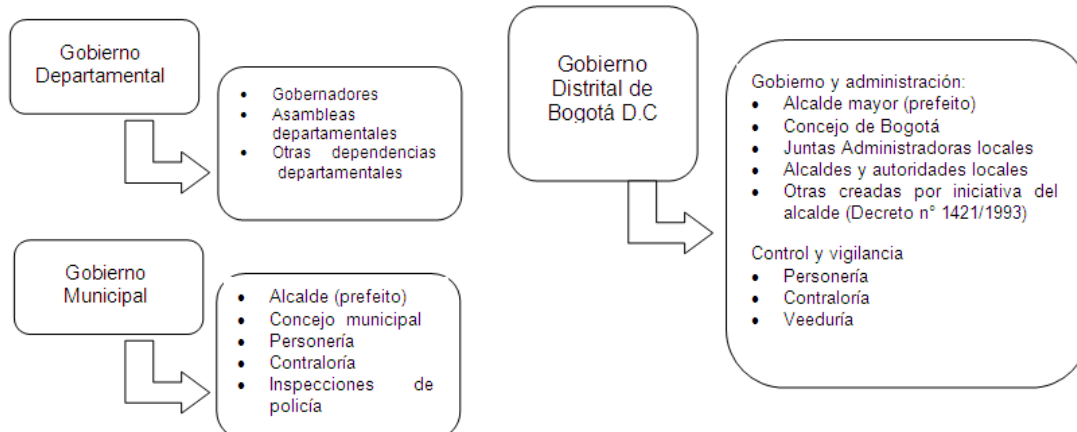 Gobierno
Departamental
• Gobernadores
• Asambleas
departamentales
• Otras dependencias
departamentales
Gobierno
Municipal
• Alcalde (prefeito)
• Concejo municipal
• Personería
• Contraloría
• Inspecciones de
policía
Gobierno
Distrital de
Bogotá D.C
Gobierno y administración:
• Alcalde mayor (prefeito)
• Concejo de Bogotá
• Juntas Administradoras locales
• Alcaldes y autoridades locales
• Otras creadas por iniciativa del
alcalde (Decreto n° 1421/1993)
Control y vigilancia
• Personería
• Contraloría
• Veeduría